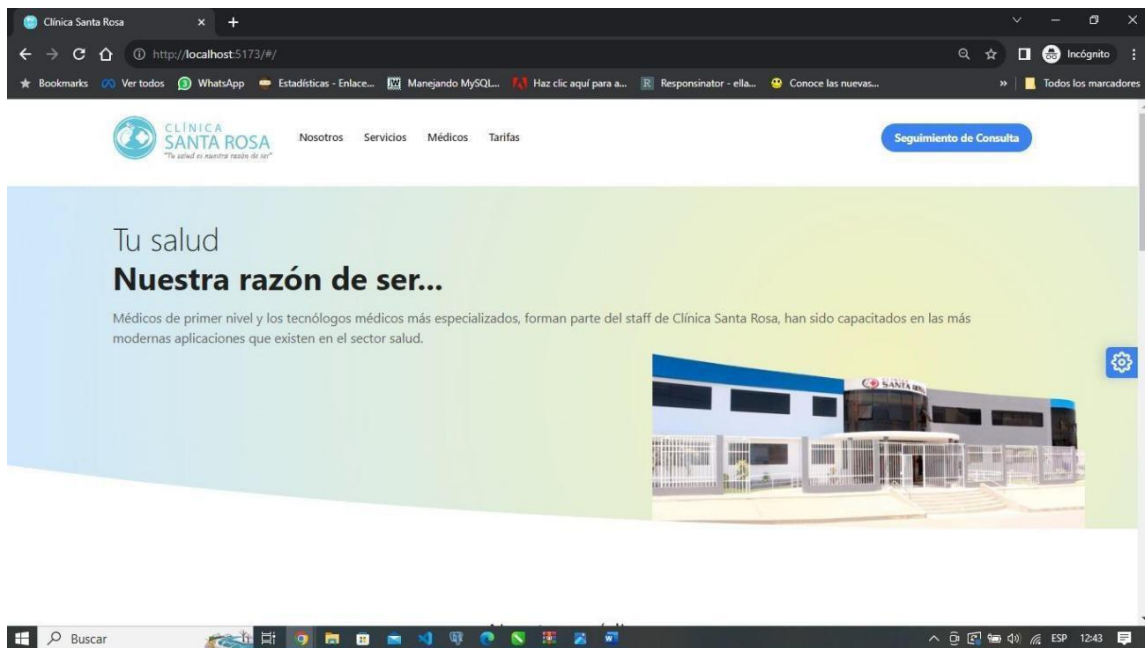 Clínica Santa Rosa
http://localhost:5173/#/
Incógnito
Bookmarks Ver todos WhatsApp Estadísticas - Enlace... Manejando MySQL... Haz clic aquí para a... Responsinator - ella... Conoce las nuevas... » Todos los marcadores
CLÍNICA
SANTA ROSA
"Tu salud es nuestra razón de ser"
Nosotros Servicios Médicos Tarifas
Seguimiento de Consulta
Tu salud
Nuestra razón de ser...
Médicos de primer nivel y los tecnólogos médicos más especializados, forman parte del staff de Clínica Santa Rosa, han sido capacitados en las más
modernas aplicaciones que existen en el sector salud.
SANTA
Buscar
ESP 12:43